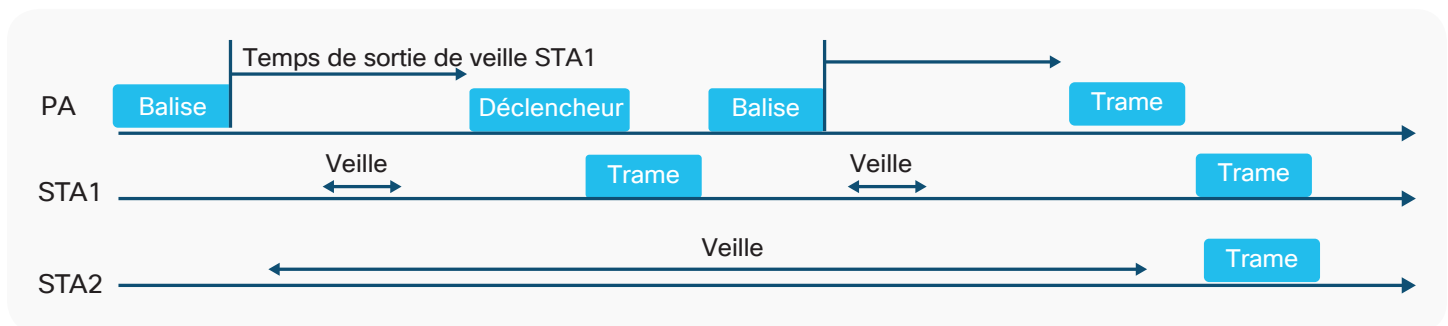 Temps de sortie de veille STA1
PA Balise Déclencheur Balise Trame
Veille Veille
STA1 Trame Trame
Veille
STA2 Trame